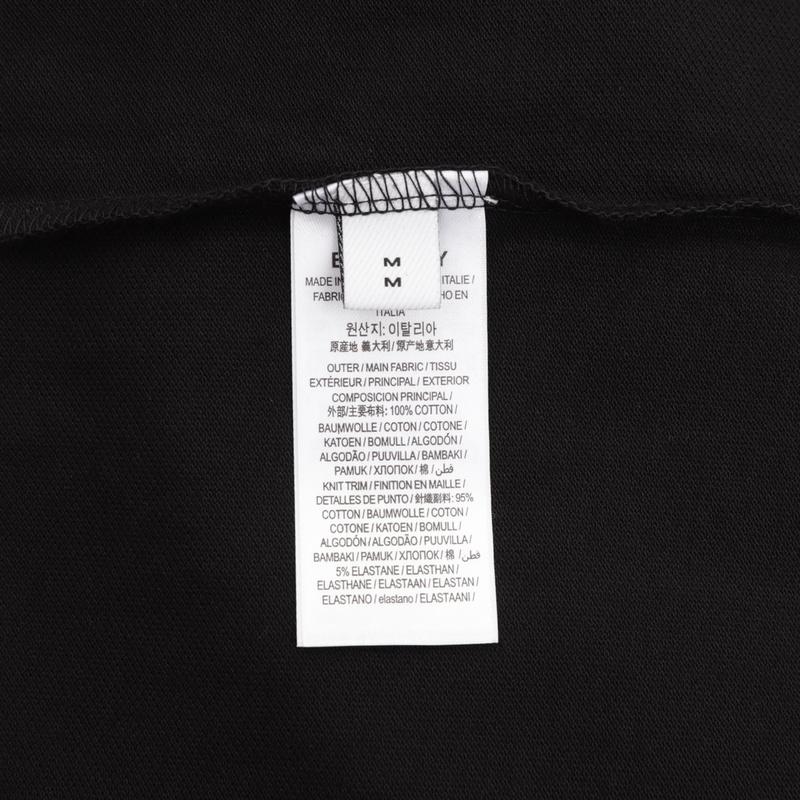 M
M
MADE IN ITALIE /
FABRIC HO EN
ITALIA
원산지: 이탈리아
原産地 義大利 / 原产地意大利
OUTER / MAIN FABRIC / TISSU
EXTÉRIEUR / PRINCIPAL / EXTERIOR
COMPOSICION PRINCIPAL /
外部/主要布料: 100% COTTON /
BAUMWOLLE / COTON / COTONE /
KATOEN / BOMULL / ALGODÓN /
ALGODÃO / PUUVILLA / BAMBAKI /
PAMUK / ХЛОПОК / 棉 / قطن
KNIT TRIM / FINITION EN MAILLE /
DETALLES DE PUNTO / 針織副料: 95%
COTTON / BAUMWOLLE / COTON /
COTONE / KATOEN / BOMULL /
ALGODÓN / ALGODÃO / PUUVILLA /
BAMBAKI / PAMUK / ХЛОПОК / 棉 / قطن
5% ELASTANE / ELASTHAN /
ELASTHANE / ELASTAAN / ELASTAN /
ELASTANO / elastano / ELASTAANI /